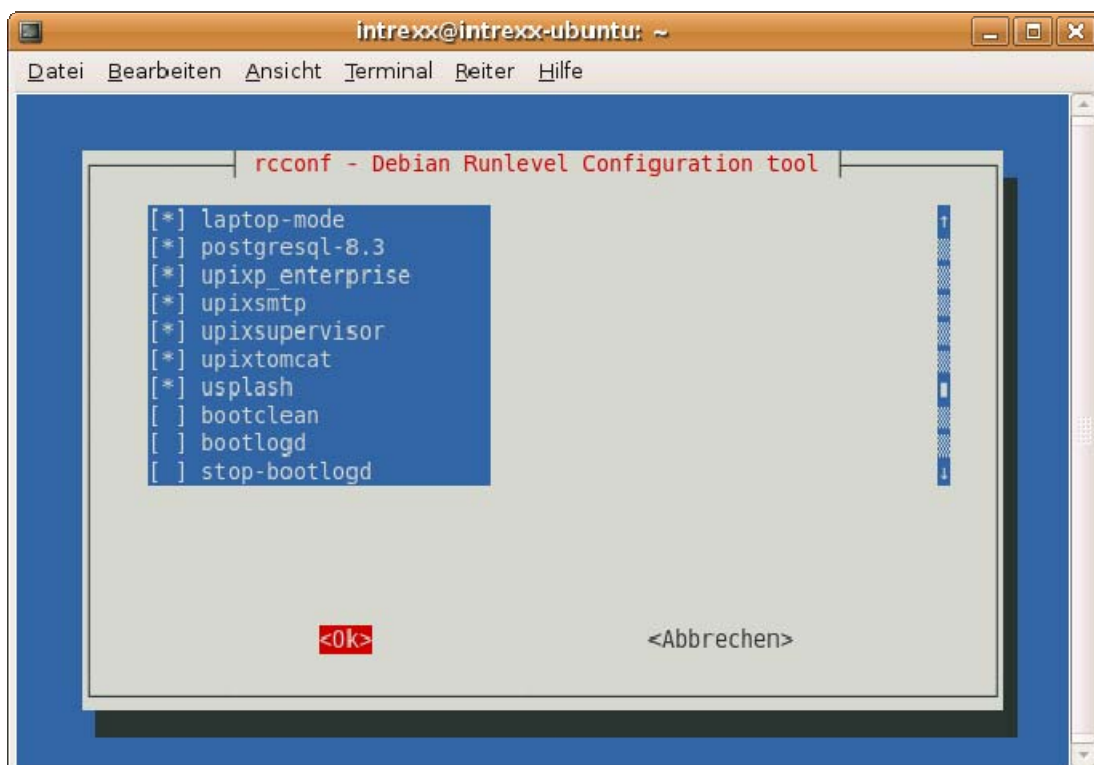 intrexx@intrexx-ubuntu: ~
Datei Bearbeiten Ansicht Terminal Reiter Hilfe
rcconf - Debian Runlevel Configuration tool
[*] laptop-mode
[*] postgresql-8.3
[*] upixp_enterprise
[*] upixsmtp
[*] upixsupervisor
[*] upixtomcat
[*] usplash
[ ] bootclean
[ ] bootlogd
[ ] stop-bootlogd
<Ok> <Abbrechen>